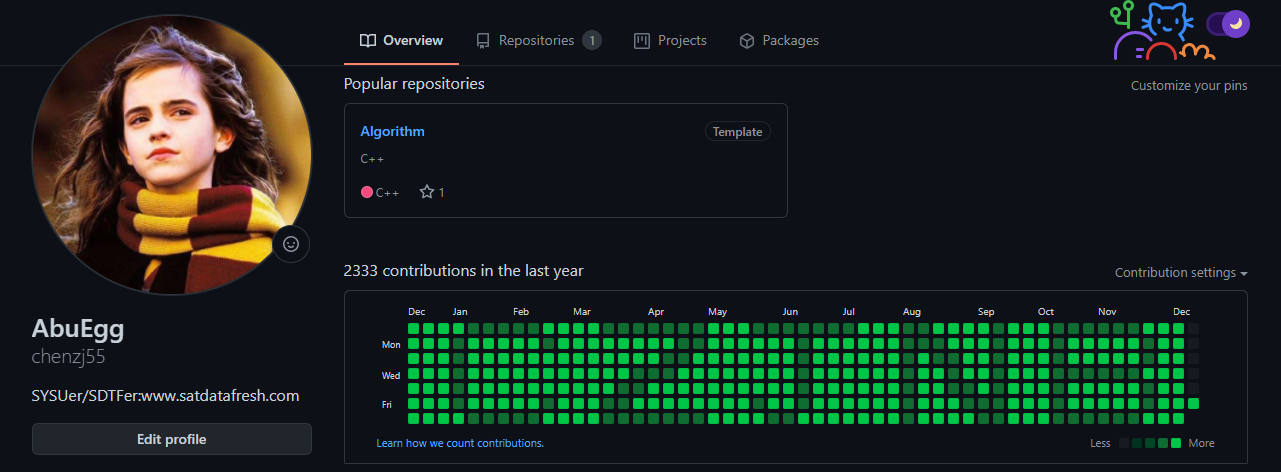 Overview
Repositories 1
Projects
Packages
Popular repositories
Customize your pins
Algorithm
Template
C++
C++
1
2333 contributions in the last year
Contribution settings
Dec Jan Feb Mar Apr May Jun Jul Aug Sep Oct Nov Dec
Mon
Wed
Fri
Learn how we count contributions.
Less
More
AbuEgg
chenzj55
SYSUer/SDTFer:www.satdatafresh.com
Edit profile